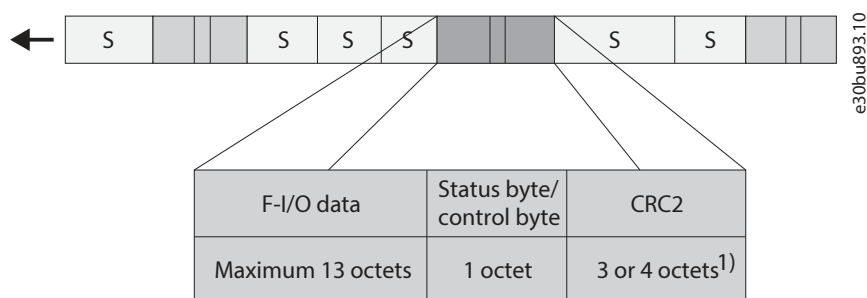 S S S S S S
e30bu893.10
F-I/O data Status byte/ control byte CRC2
Maximum 13 octets 1 octet 3 or 4 octets1)